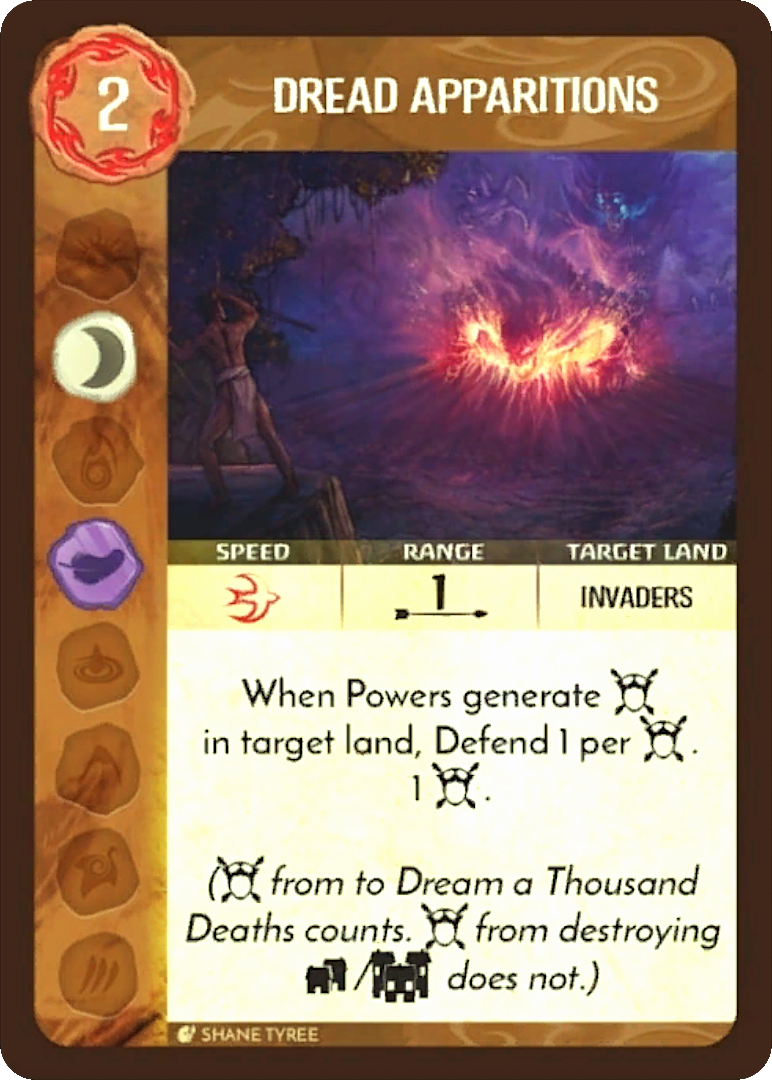 2
DREAD APPARITIONS
SPEED RANGE TARGET LAND
1 INVADERS
When Powers generate
in target land, Defend 1 per .
1 .
( from to Dream a Thousand
Deaths counts. from destroying
/ does not.)
SHANE TYREE